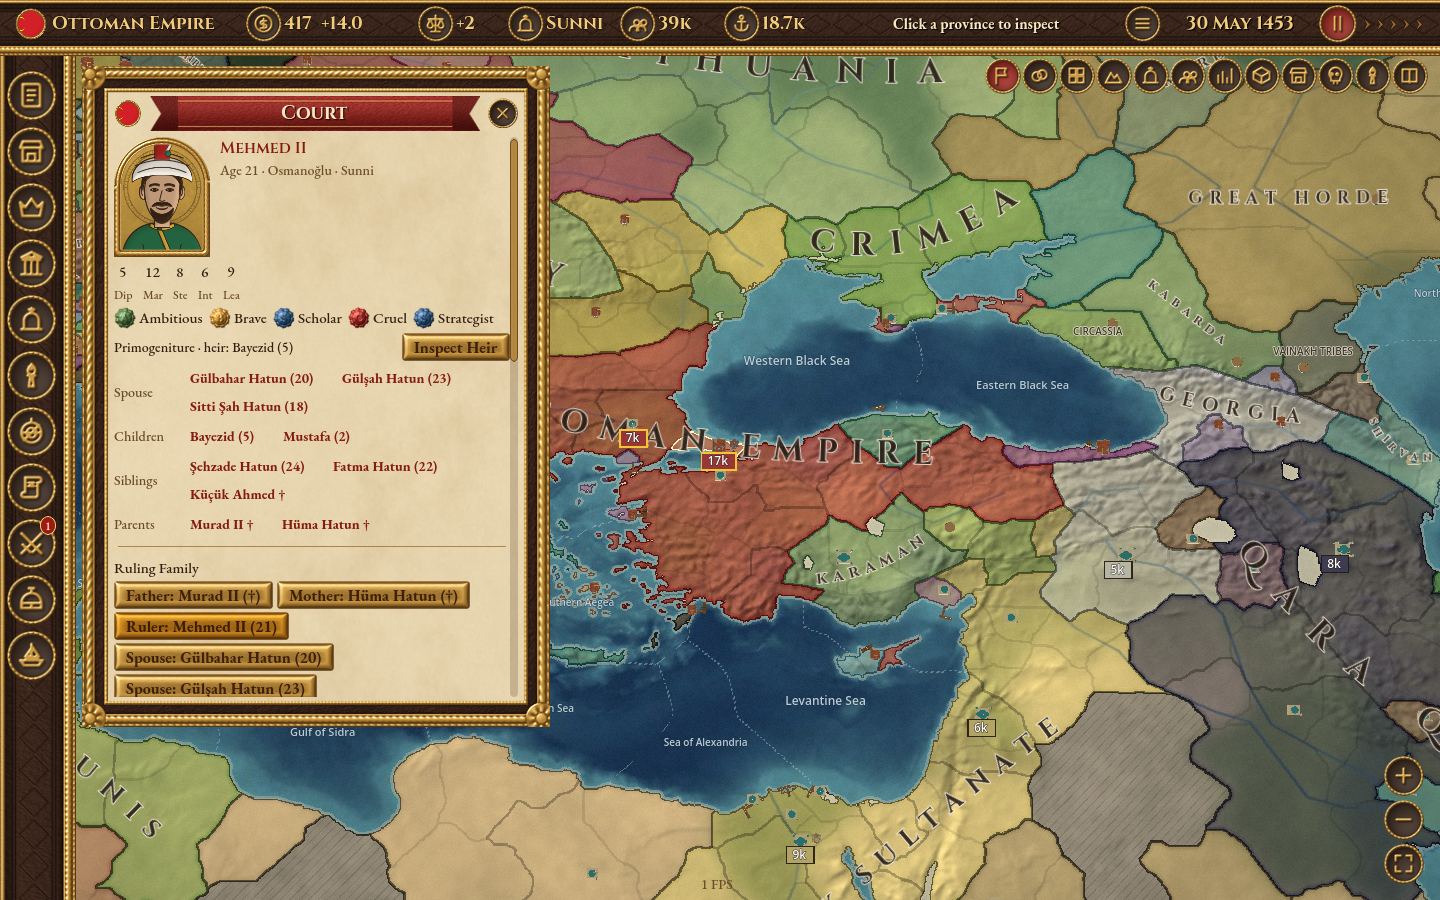 OTTOMAN EMPIRE 417 +14.0 +2 SUNNI 39K 18.7K Click a province to inspect 30 MAY 1453
COURT
MEHMED II
Age 21 · Osmanoğlu · Sunni
5 12 8 6 9
Dip Mar Ste Int Lea
Ambitious Brave Scholar Cruel Strategist
Primogeniture · heir: Bayezid (5) Inspect Heir
Spouse Gülbahar Hatun (20) Gülşah Hatun (23)
Sitti Şah Hatun (18)
Children Bayezid (5) Mustafa (2)
Siblings Şehzade Hatun (24) Fatma Hatun (22)
Küçük Ahmed †
Parents Murad II † Hüma Hatun †
Ruling Family
Father: Murad II (†) Mother: Hüma Hatun (†)
Ruler: Mehmed II (21)
Spouse: Gülbahar Hatun (20)
Spouse: Gülşah Hatun (23)
1
THUANIA
CRIMEA
GREAT HORDE
KABARDA
CIRCASSIA
VAINAKH TRIBES
North
Western Black Sea
Eastern Black Sea
GEORGIA
SHIRVAN
OMAN EMPIRE
7k
17k
KARAMAN
5k
8k
QARA Q
uthern Aegea
Levantine Sea
n Sea
Gulf of Sidra
Sea of Alexandria
6k
SULTANATE
UNIS
9k
1 FPS